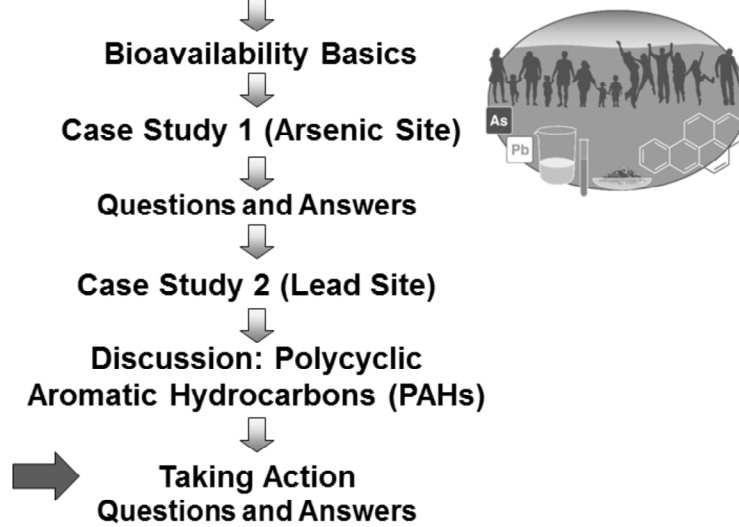 Bioavailability Basics
Case Study 1 (Arsenic Site)
Questions and Answers
Case Study 2 (Lead Site)
Discussion: Polycyclic
Aromatic Hydrocarbons (PAHs)
Taking Action
Questions and Answers
As
Pb